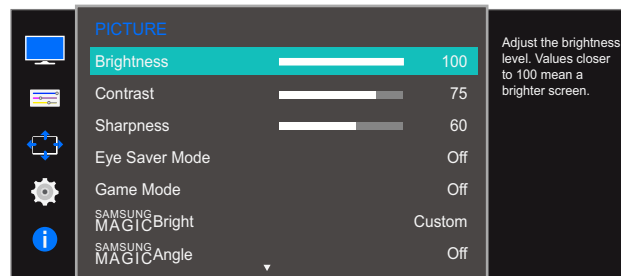 PICTURE
Brightness 100
Contrast 75
Sharpness 60
Eye Saver Mode Off
Game Mode Off
SAMSUNG
MAGICBright Custom
SAMSUNG
MAGICAngle Off
Adjust the brightness
level. Values closer
to 100 mean a
brighter screen.